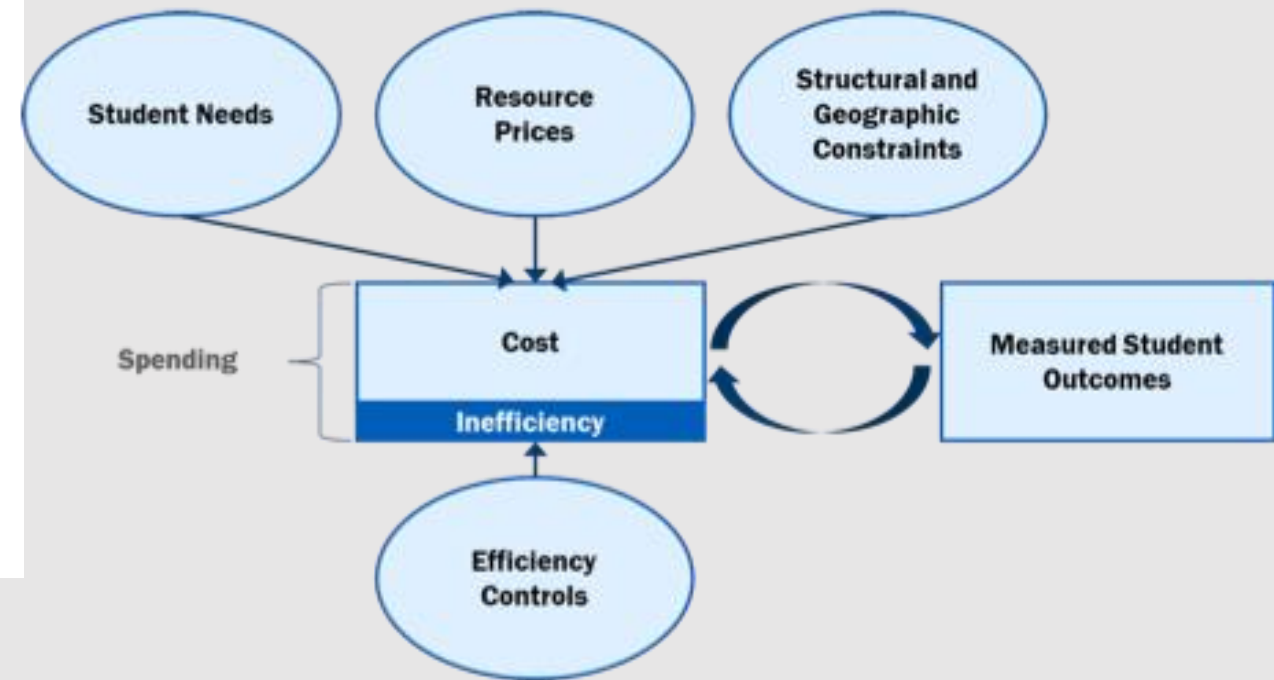 Student Needs
Resource
Prices
Structural and
Geographic
Constraints
Spending
Cost
Inefficiency
Measured Student
Outcomes
Efficiency
Controls